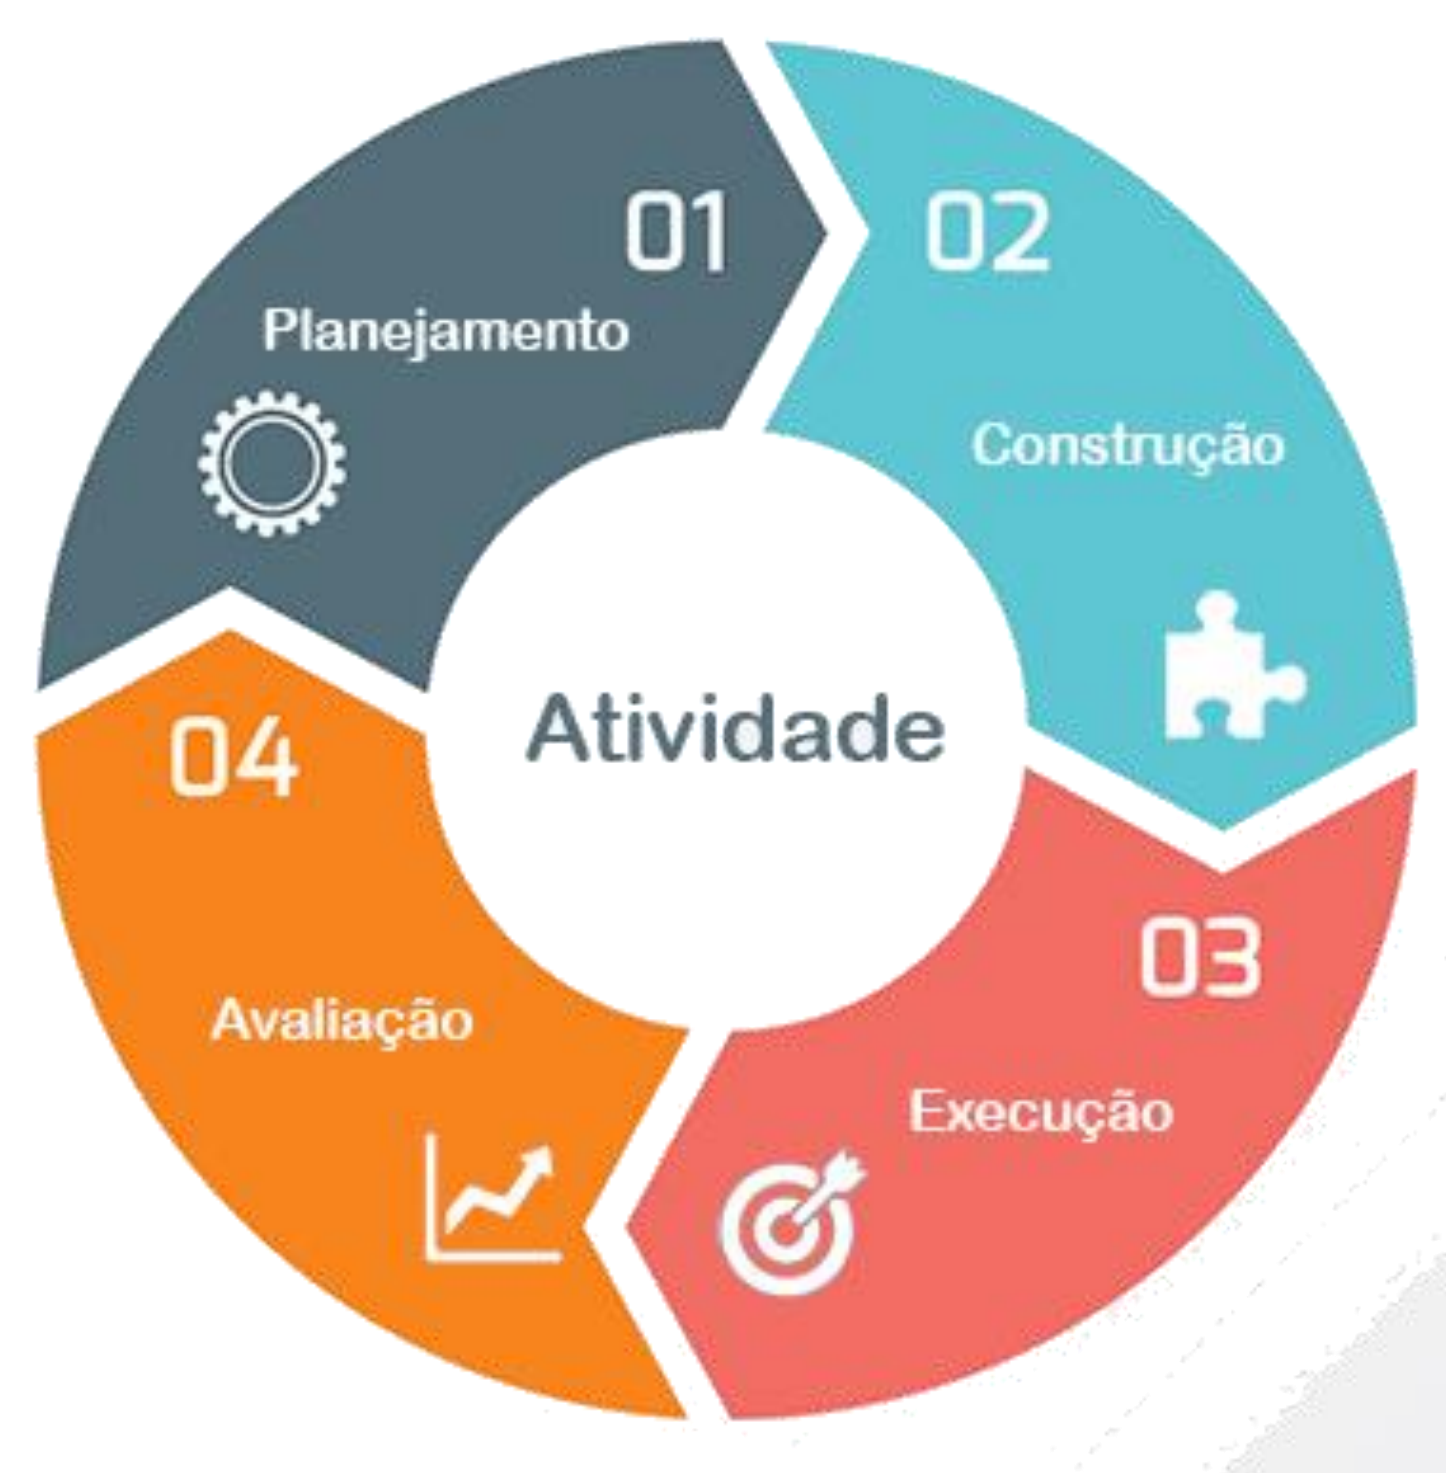 01
Planejamento
02
Construção
03
Execução
04
Avaliação
Atividade